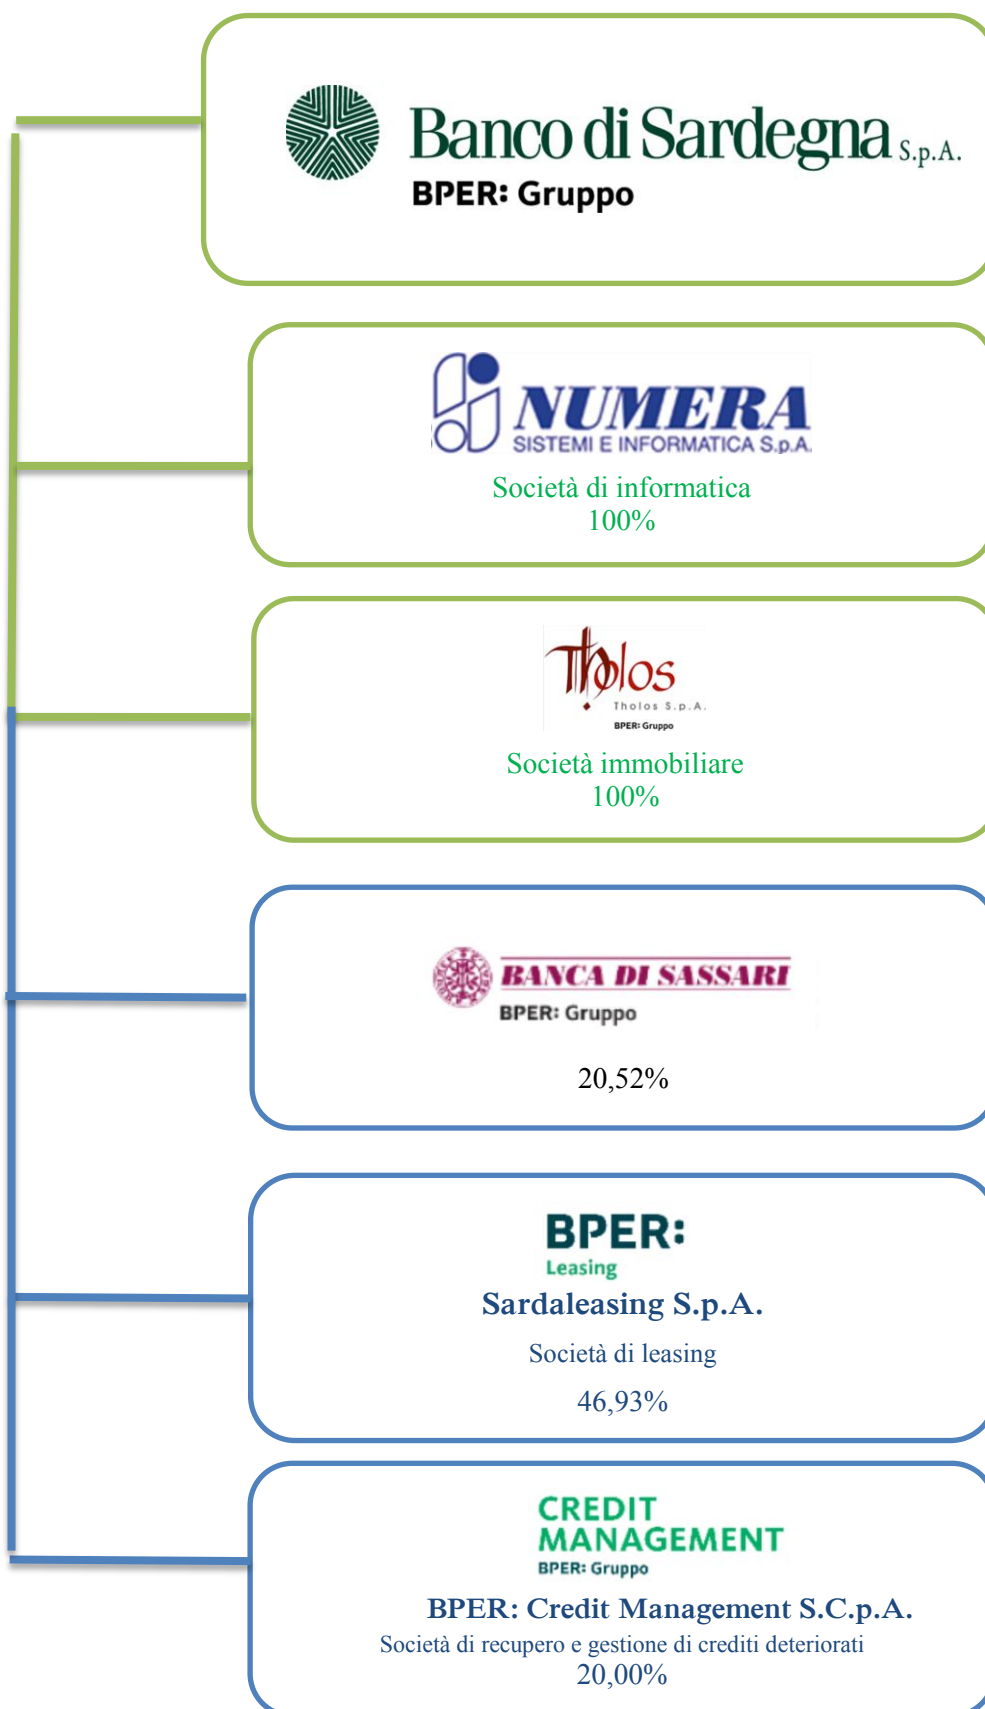 Banco di Sardegna S.p.A.
BPER: Gruppo
NUMERA
SISTEMI E INFORMATICA S.p.A.
Società di informatica
100%
Tholos
Tholos S.p.A.
BPER: Gruppo
Società immobiliare
100%
BANCA DI SASSARI
BPER: Gruppo
20,52%
BPER:
Leasing
Sardaleasing S.p.A.
Società di leasing
46,93%
CREDIT
MANAGEMENT
BPER: Gruppo
BPER: Credit Management S.C.p.A.
Società di recupero e gestione di crediti deteriorati
20,00%